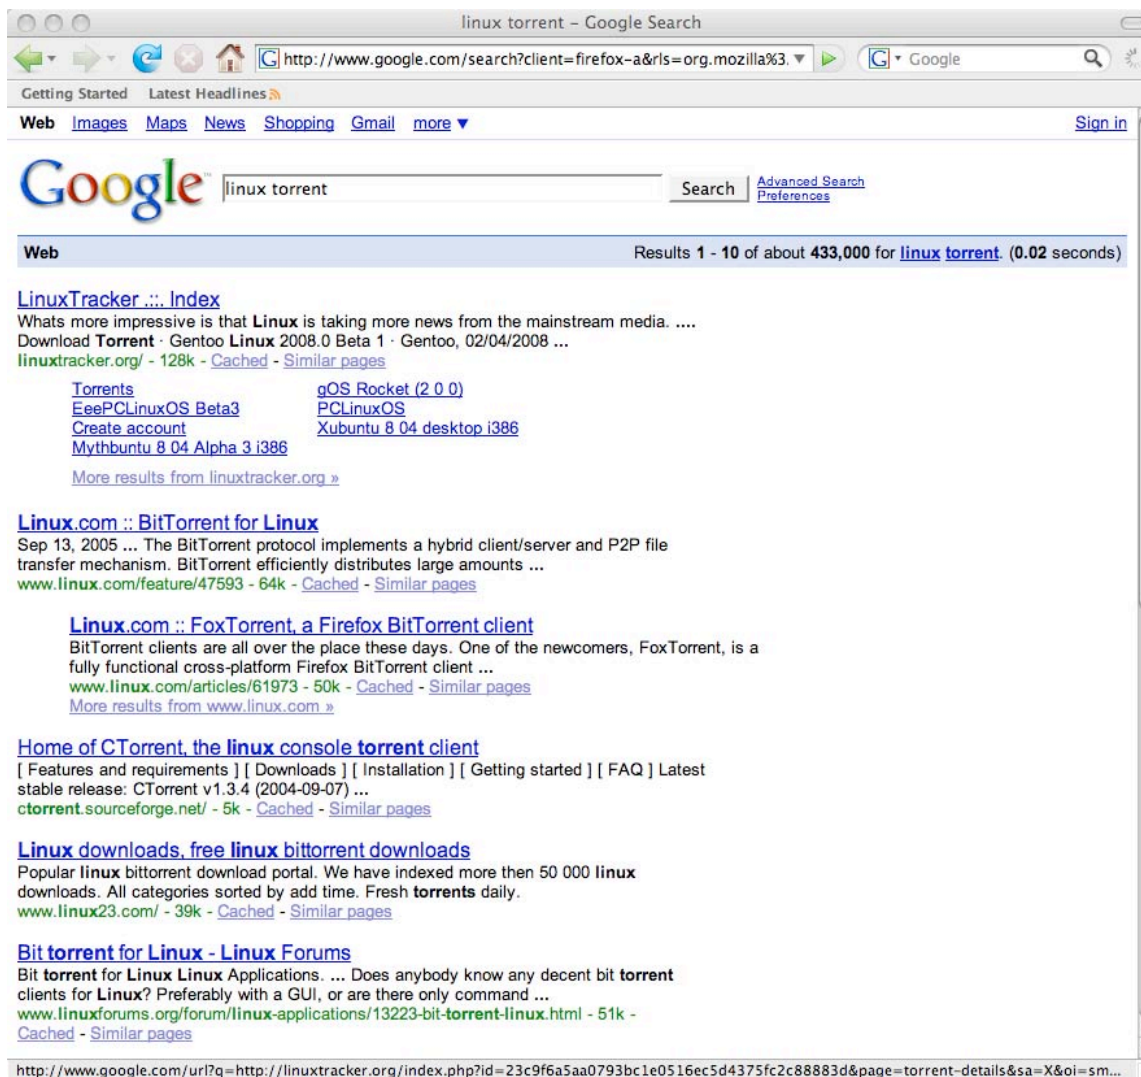 linux torrent – Google Search
G http://www.google.com/search?client=firefox-a&rls=org.mozilla%3. G Google
Getting Started Latest Headlines
Web Images Maps News Shopping Gmail more ▼ Sign in
Google™ linux torrent Search Advanced Search
Preferences
Web Results 1 - 10 of about 433,000 for linux torrent. (0.02 seconds)
LinuxTracker .::. Index
Whats more impressive is that Linux is taking more news from the mainstream media. ....
Download Torrent · Gentoo Linux 2008.0 Beta 1 · Gentoo, 02/04/2008 ...
linuxtracker.org/ - 128k - Cached - Similar pages
Torrents gOS Rocket (2 0 0)
EeePCLinuxOS Beta3 PCLinuxOS
Create account Xubuntu 8 04 desktop i386
Mythbuntu 8 04 Alpha 3 i386
More results from linuxtracker.org »
Linux.com :: BitTorrent for Linux
Sep 13, 2005 ... The BitTorrent protocol implements a hybrid client/server and P2P file
transfer mechanism. BitTorrent efficiently distributes large amounts ...
www.linux.com/feature/47593 - 64k - Cached - Similar pages
Linux.com :: FoxTorrent, a Firefox BitTorrent client
BitTorrent clients are all over the place these days. One of the newcomers, FoxTorrent, is a
fully functional cross-platform Firefox BitTorrent client ...
www.linux.com/articles/61973 - 50k - Cached - Similar pages
More results from www.linux.com »
Home of CTorrent, the linux console torrent client
[ Features and requirements ] [ Downloads ] [ Installation ] [ Getting started ] [ FAQ ] Latest
stable release: CTorrent v1.3.4 (2004-09-07) ...
ctorrent.sourceforge.net/ - 5k - Cached - Similar pages
Linux downloads, free linux bittorrent downloads
Popular linux bittorrent download portal. We have indexed more then 50 000 linux
downloads. All categories sorted by add time. Fresh torrents daily.
www.linux23.com/ - 39k - Cached - Similar pages
Bit torrent for Linux - Linux Forums
Bit torrent for Linux Linux Applications. ... Does anybody know any decent bit torrent
clients for Linux? Preferably with a GUI, or are there only command ...
www.linuxforums.org/forum/linux-applications/13223-bit-torrent-linux.html - 51k -
Cached - Similar pages
http://www.google.com/url?q=http://linuxtracker.org/index.php?id=23c9f6a5aa0793bc1e0516ec5d4375fc2c88883d&page=torrent-details&sa=X&oi=sm...